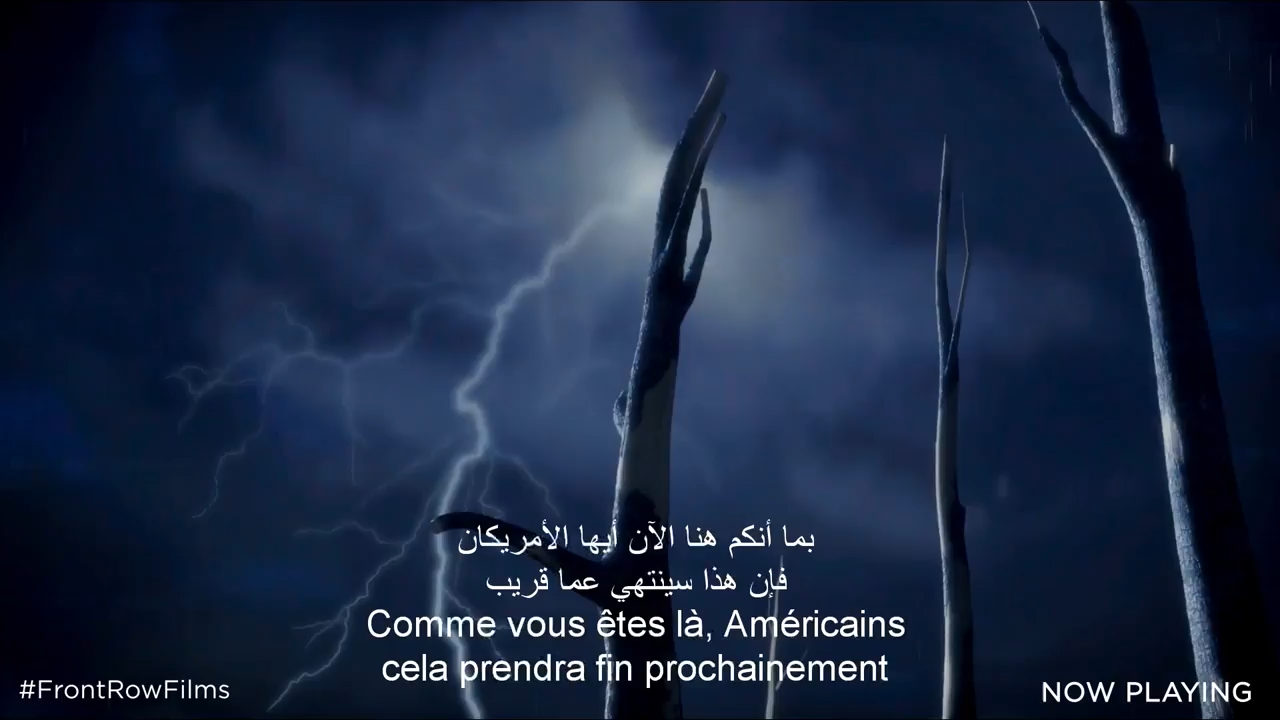 بما أنكم هنا الآن أيها الأمريكان
فإن هذا سينتهي عما قريب
Comme vous êtes là, Américains
cela prendra fin prochainement
#FrontRowFilms
NOW PLAYING